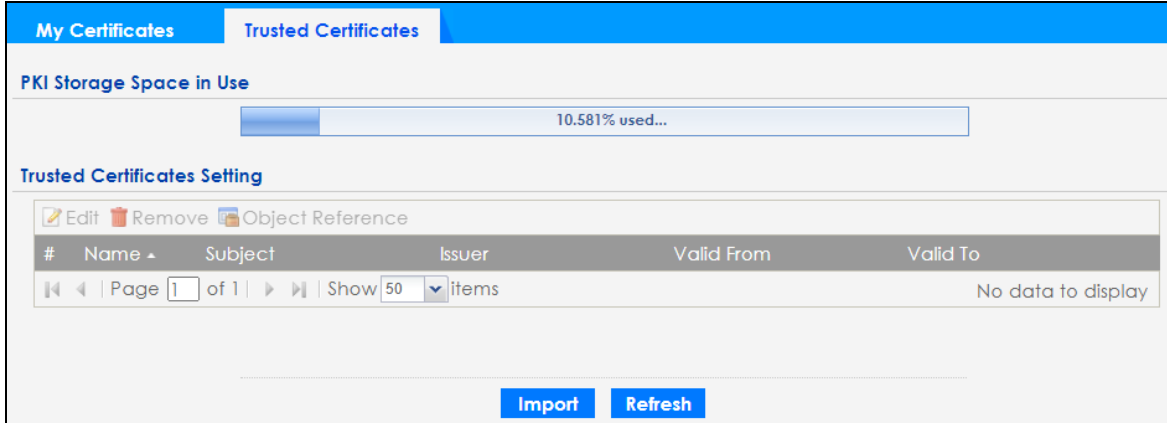 My Certificates Trusted Certificates
PKI Storage Space in Use
10.581% used...
Trusted Certificates Setting
Edit Remove Object Reference
# Name Subject Issuer Valid From Valid To
Page 1 of 1 Show 50 items No data to display
Import Refresh